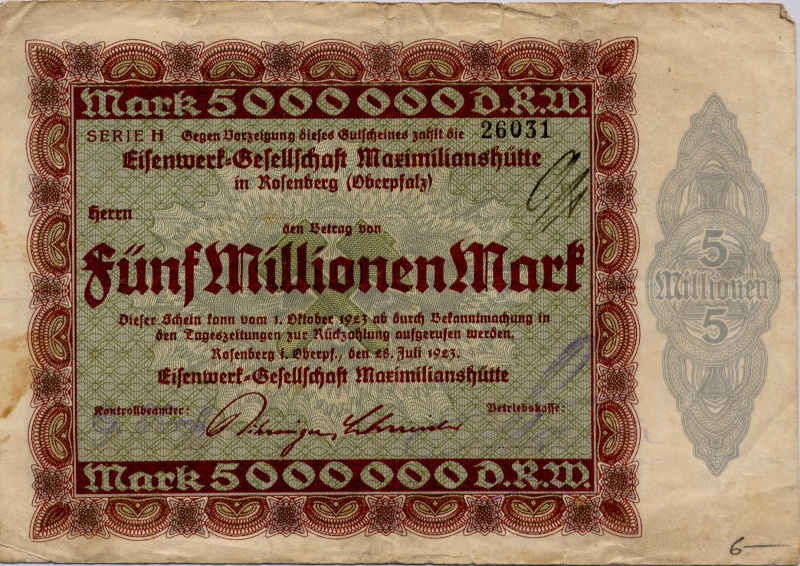 Mark 5000000 D.R.W.
SERIE H Gegen Vorzeigung dieses Gutscheines zahlt die 26031
Eisenwerk-Gesellschaft Maximilianshütte
in Rosenberg (Oberpfalz)
Herrn
den Betrag von
Fünf Millionen Mark
Dieser Schein kann vom 1. Oktober 1923 ab durch Bekanntmachung in
den Tageszeitungen zur Rückzahlung aufgerufen werden.
Rosenberg i. Oberpf., den 28. Juli 1923.
Eisenwerk-Gesellschaft Maximilianshütte
Kontrollbeamter: Betriebskasse:
Mark 5000000 D.R.W.
5
Millionen
5
6—